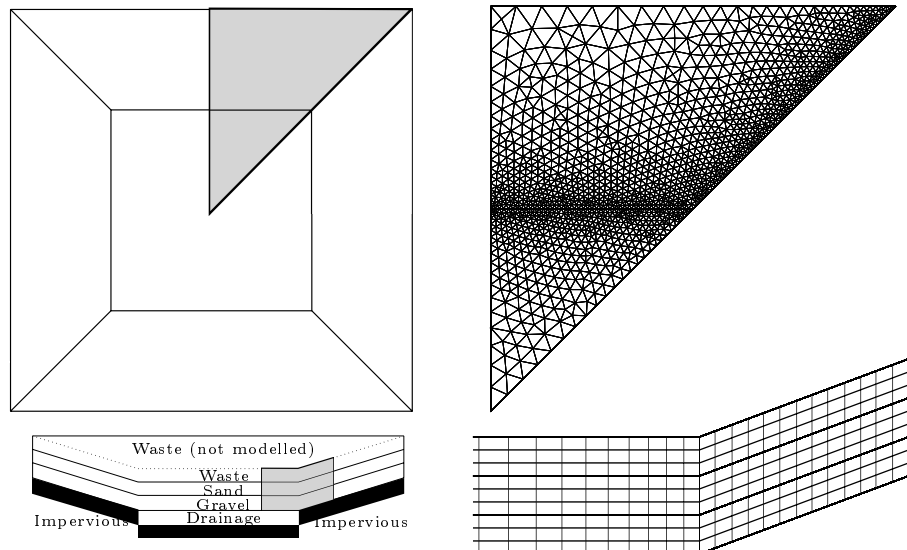 Waste (not modelled)
Waste
Sand
Gravel
Drainage
Impervious
Impervious